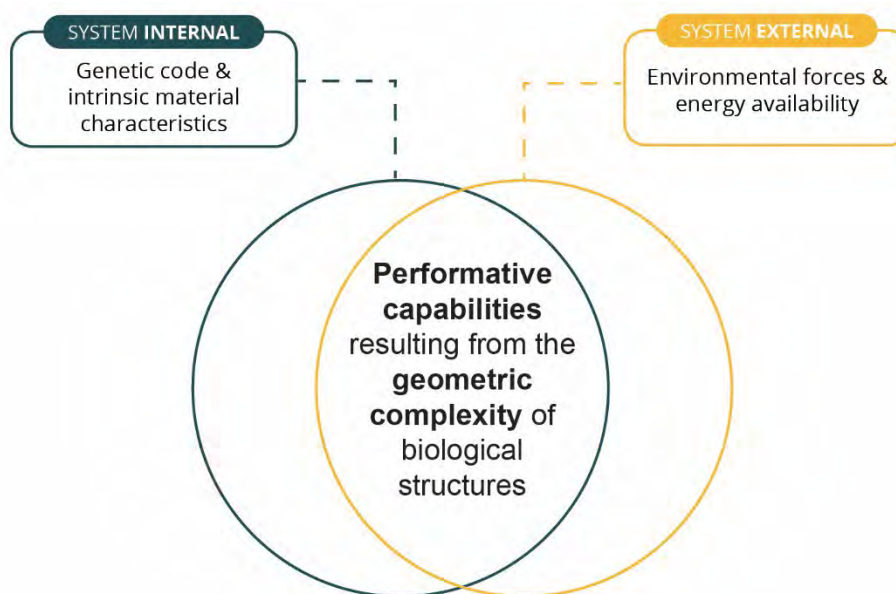 SYSTEM INTERNAL
Genetic code &
intrinsic material
characteristics
SYSTEM EXTERNAL
Environmental forces &
energy availability
Performative
capabilities
resulting from the
geometric
complexity of
biological
structures